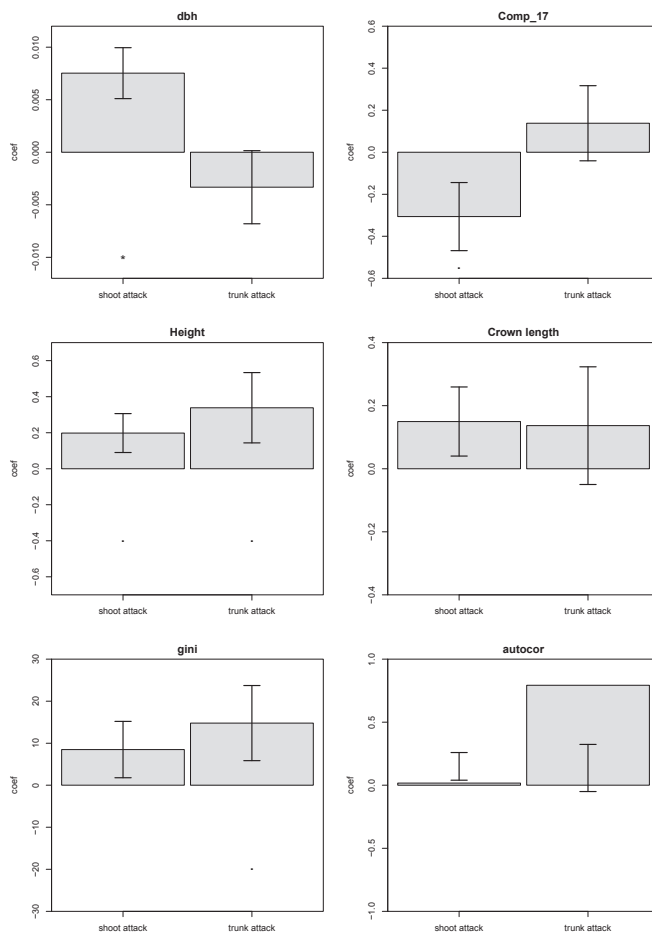 dbh
coef
0.010
0.005
0.000
−0.005
−0.010
*
shoot attack
trunk attack
Comp_17
coef
0.6
0.4
0.2
0.0
−0.2
−0.4
−0.6
.
shoot attack
trunk attack
Height
coef
0.6
0.4
0.2
0.0
−0.2
−0.4
−0.6
.
.
shoot attack
trunk attack
Crown length
coef
0.4
0.2
0.0
−0.2
−0.4
shoot attack
trunk attack
gini
coef
30
20
10
0
−10
−20
−30
.
shoot attack
trunk attack
autocor
coef
1.0
0.5
0.0
−0.5
−1.0
shoot attack
trunk attack